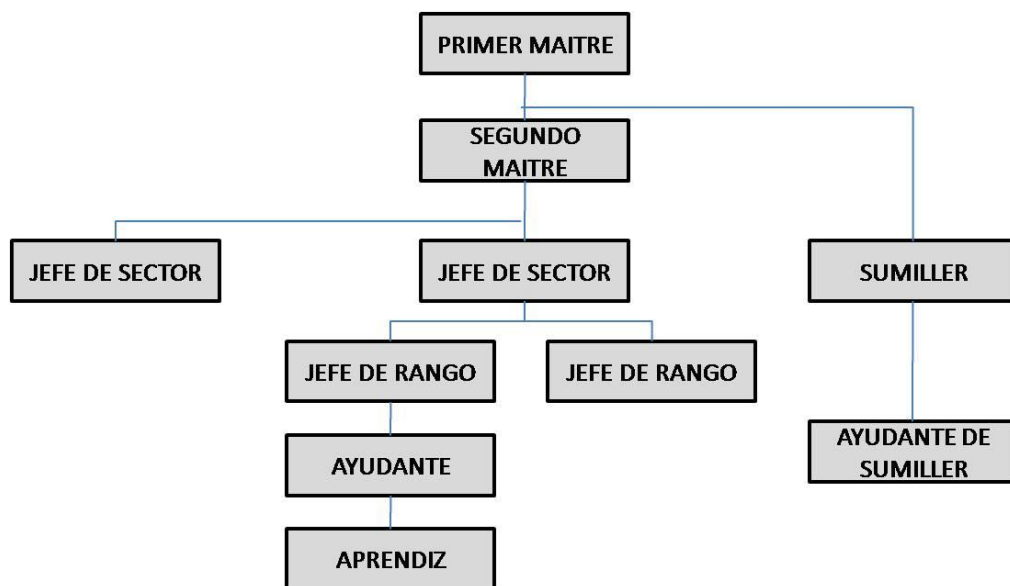 PRIMER MAITRE
SEGUNDO
MAITRE
JEFE DE SECTOR
JEFE DE SECTOR
SUMILLER
JEFE DE RANGO
JEFE DE RANGO
AYUDANTE
AYUDANTE DE
SUMILLER
APRENDIZ